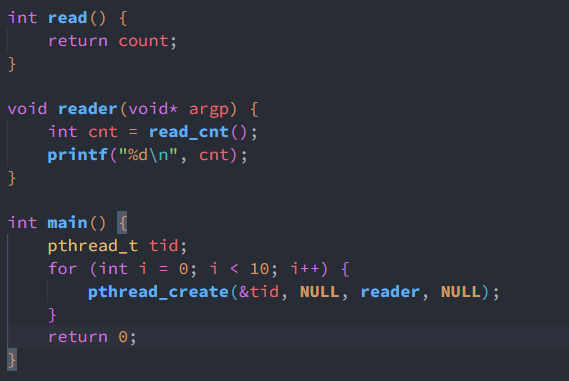 int read() {
    return count;
}

void reader(void* argp) {
    int cnt = read_cnt();
    printf("%d\n", cnt);
}

int main() {
    pthread_t tid;
    for (int i = 0; i < 10; i++) {
        pthread_create(&tid, NULL, reader, NULL);
    }
    return 0;
}